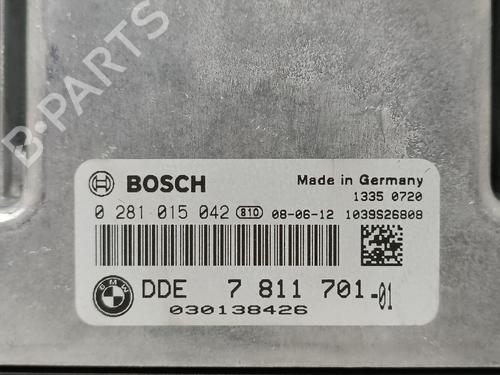 B-PARTS
BOSCH
Made in Germany
1335 0720
0 281 015 042 810 08-06-12 1039S26808
BMW DDE 7 811 701-01
030138426